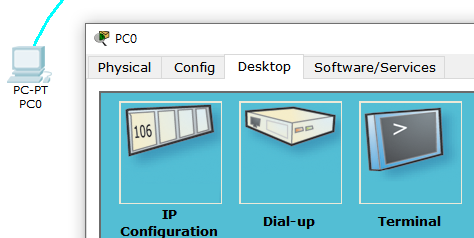 PC-PT
PC0
PC0
Physical Config Desktop Software/Services
106
>
IP
Configuration
Dial-up
Terminal